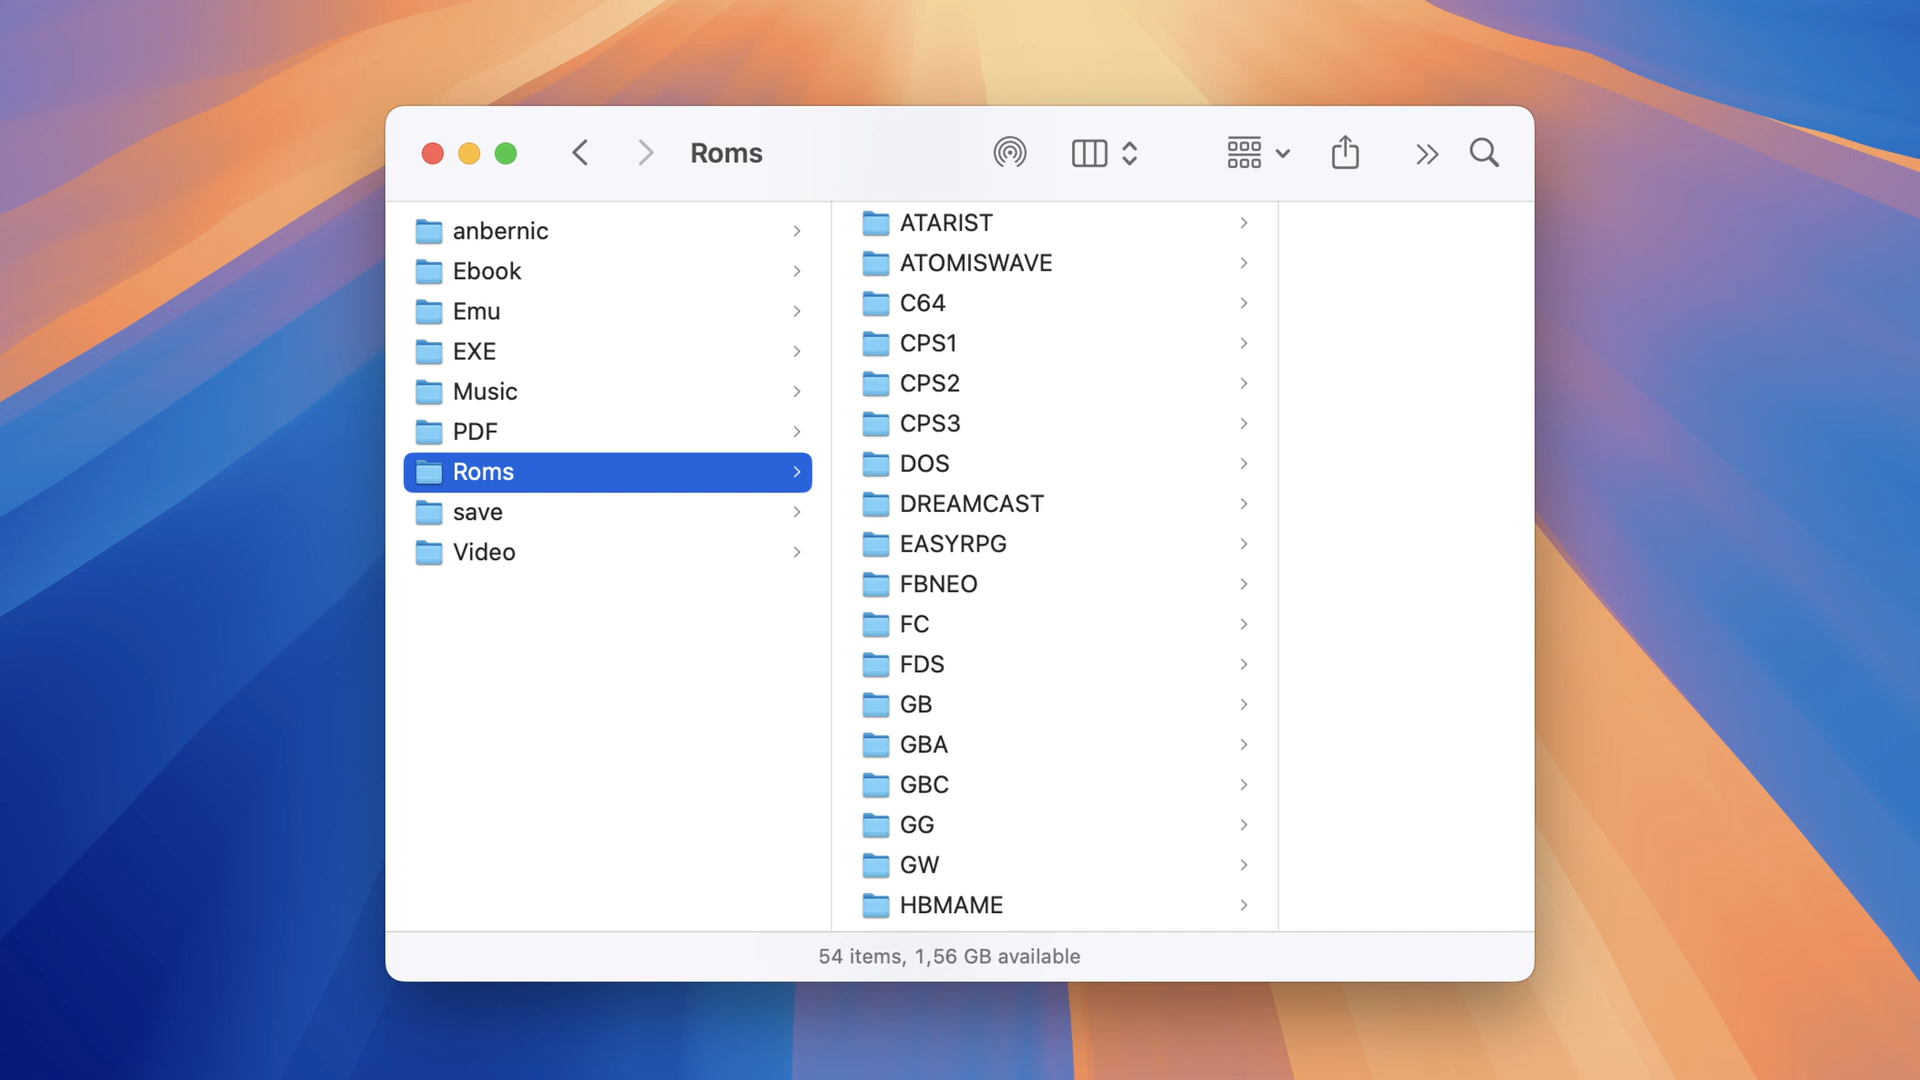 Roms
anbernic
Ebook
Emu
EXE
Music
PDF
Roms
save
Video
ATARIST
ATOMISWAVE
C64
CPS1
CPS2
CPS3
DOS
DREAMCAST
EASYRPG
FBNEO
FC
FDS
GB
GBA
GBC
GG
GW
HBMAME
54 items, 1,56 GB available